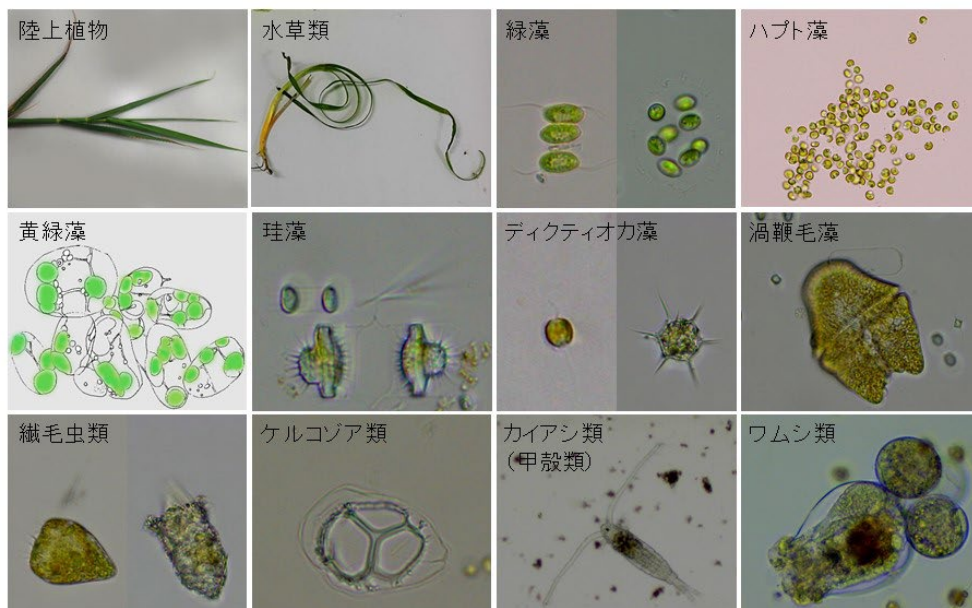 陸上植物
水草類
緑藻
ハプト藻
黄緑藻
珪藻
ディクティオカ藻
渦鞭毛藻
繊毛虫類
ケルコゾア類
カイアシ類
（甲殻類）
ワムシ類